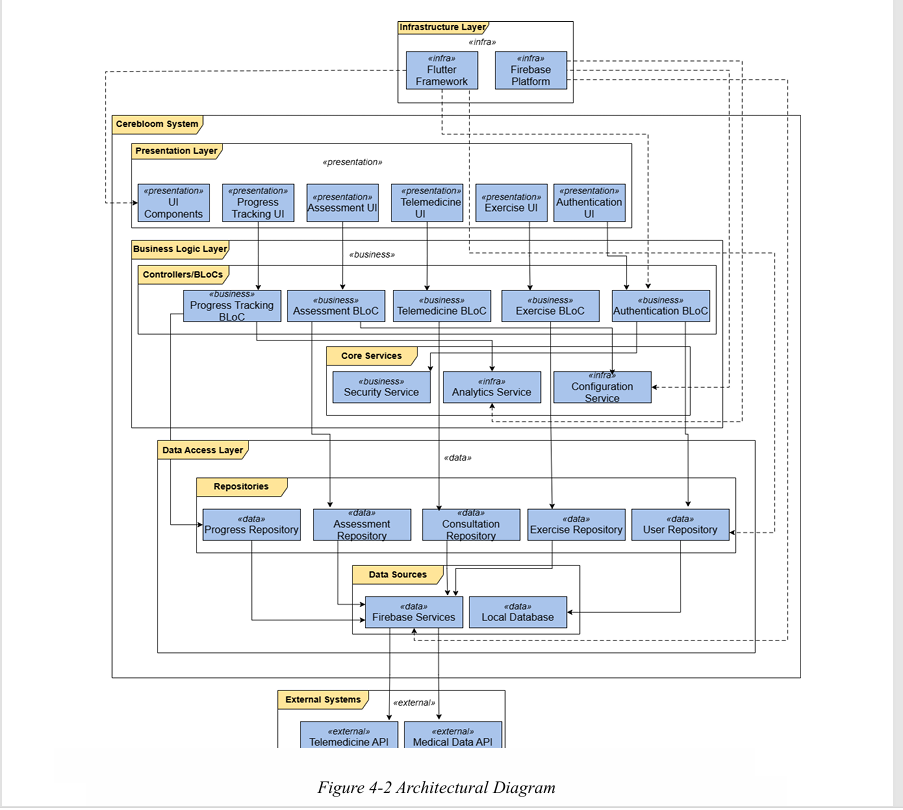 Infrastructure Layer
«infra»
«infra»
Flutter
Framework
«infra»
Firebase
Platform
Cerebloom System
Presentation Layer
«presentation»
«presentation»
UI
Components
«presentation»
Progress
Tracking UI
«presentation»
Assessment UI
«presentation»
Telemedicine
UI
«presentation»
Exercise UI
«presentation»
Authentication
UI
Business Logic Layer
«business»
Controllers/BLoCs
«business»
Progress Tracking
BLoC
«business»
Assessment BLoC
«business»
Telemedicine BLoC
«business»
Exercise BLoC
«business»
Authentication BLoC
Core Services
«business»
Security Service
«infra»
Analytics Service
«infra»
Configuration
Service
Data Access Layer
«data»
Repositories
«data»
Progress Repository
«data»
Assessment
Repository
«data»
Consultation
Repository
«data»
Exercise Repository
«data»
User Repository
Data Sources
«data»
Firebase Services
«data»
Local Database
External Systems
«external»
«external»
Telemedicine API
«external»
Medical Data API
Figure 4-2 Architectural Diagram